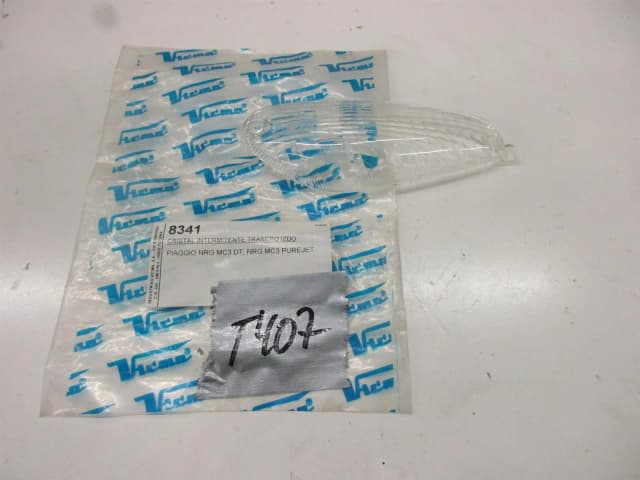 Vicma
8341
CRISTAL INTERMITENTE TRASERO IZDO
PIAGGIO NRG MC3 DT, NRG MC3 PUREJET
T407